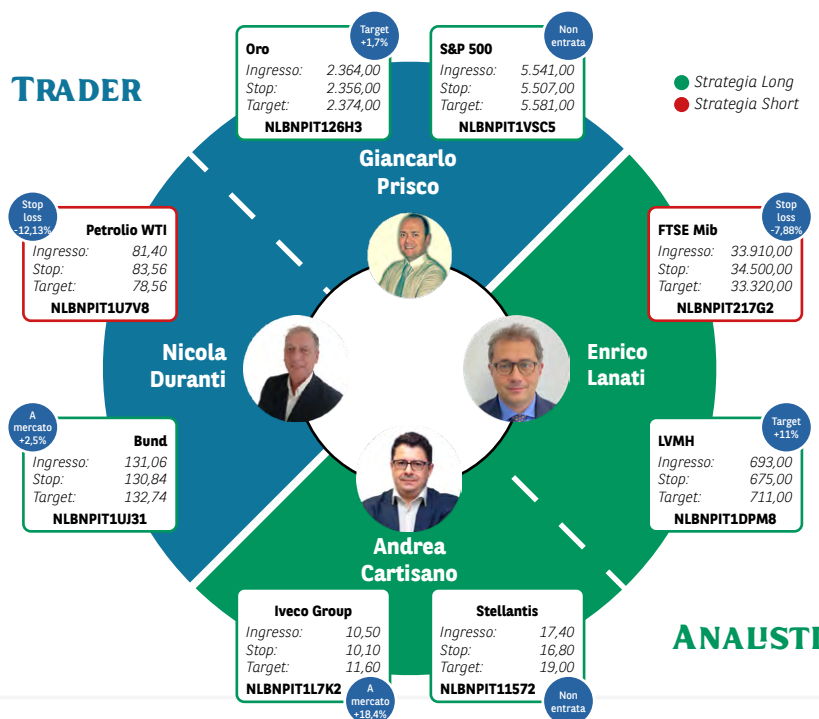 TRADER
Target
+1,7%
Oro
Ingresso: 2.364,00
Stop: 2.356,00
Target: 2.374,00
NLBNPIT126H3
Non
entrata
S&P 500
Ingresso: 5.541,00
Stop: 5.507,00
Target: 5.581,00
NLBNPIT1VSC5
Strategia Long
Strategia Short
Giancarlo
Prisco
Stop
loss
-12,13%
Petrolio WTI
Ingresso: 81,40
Stop: 83,56
Target: 78,56
NLBNPIT1U7V8
Stop
loss
-7,88%
FTSE Mib
Ingresso: 33.910,00
Stop: 34.500,00
Target: 33.320,00
NLBNPIT217G2
Nicola
Duranti
Enrico
Lanati
A
mercato
+2,5%
Bund
Ingresso: 131,06
Stop: 130,84
Target: 132,74
NLBNPIT1UJ31
Target
+11%
LVMH
Ingresso: 693,00
Stop: 675,00
Target: 711,00
NLBNPIT1DPM8
Andrea
Cartisano
Iveco Group
Ingresso: 10,50
Stop: 10,10
Target: 11,60
NLBNPIT1L7K2
A
mercato
+18,4%
Stellantis
Ingresso: 17,40
Stop: 16,80
Target: 19,00
NLBNPIT11572
Non
entrata
ANALISTI